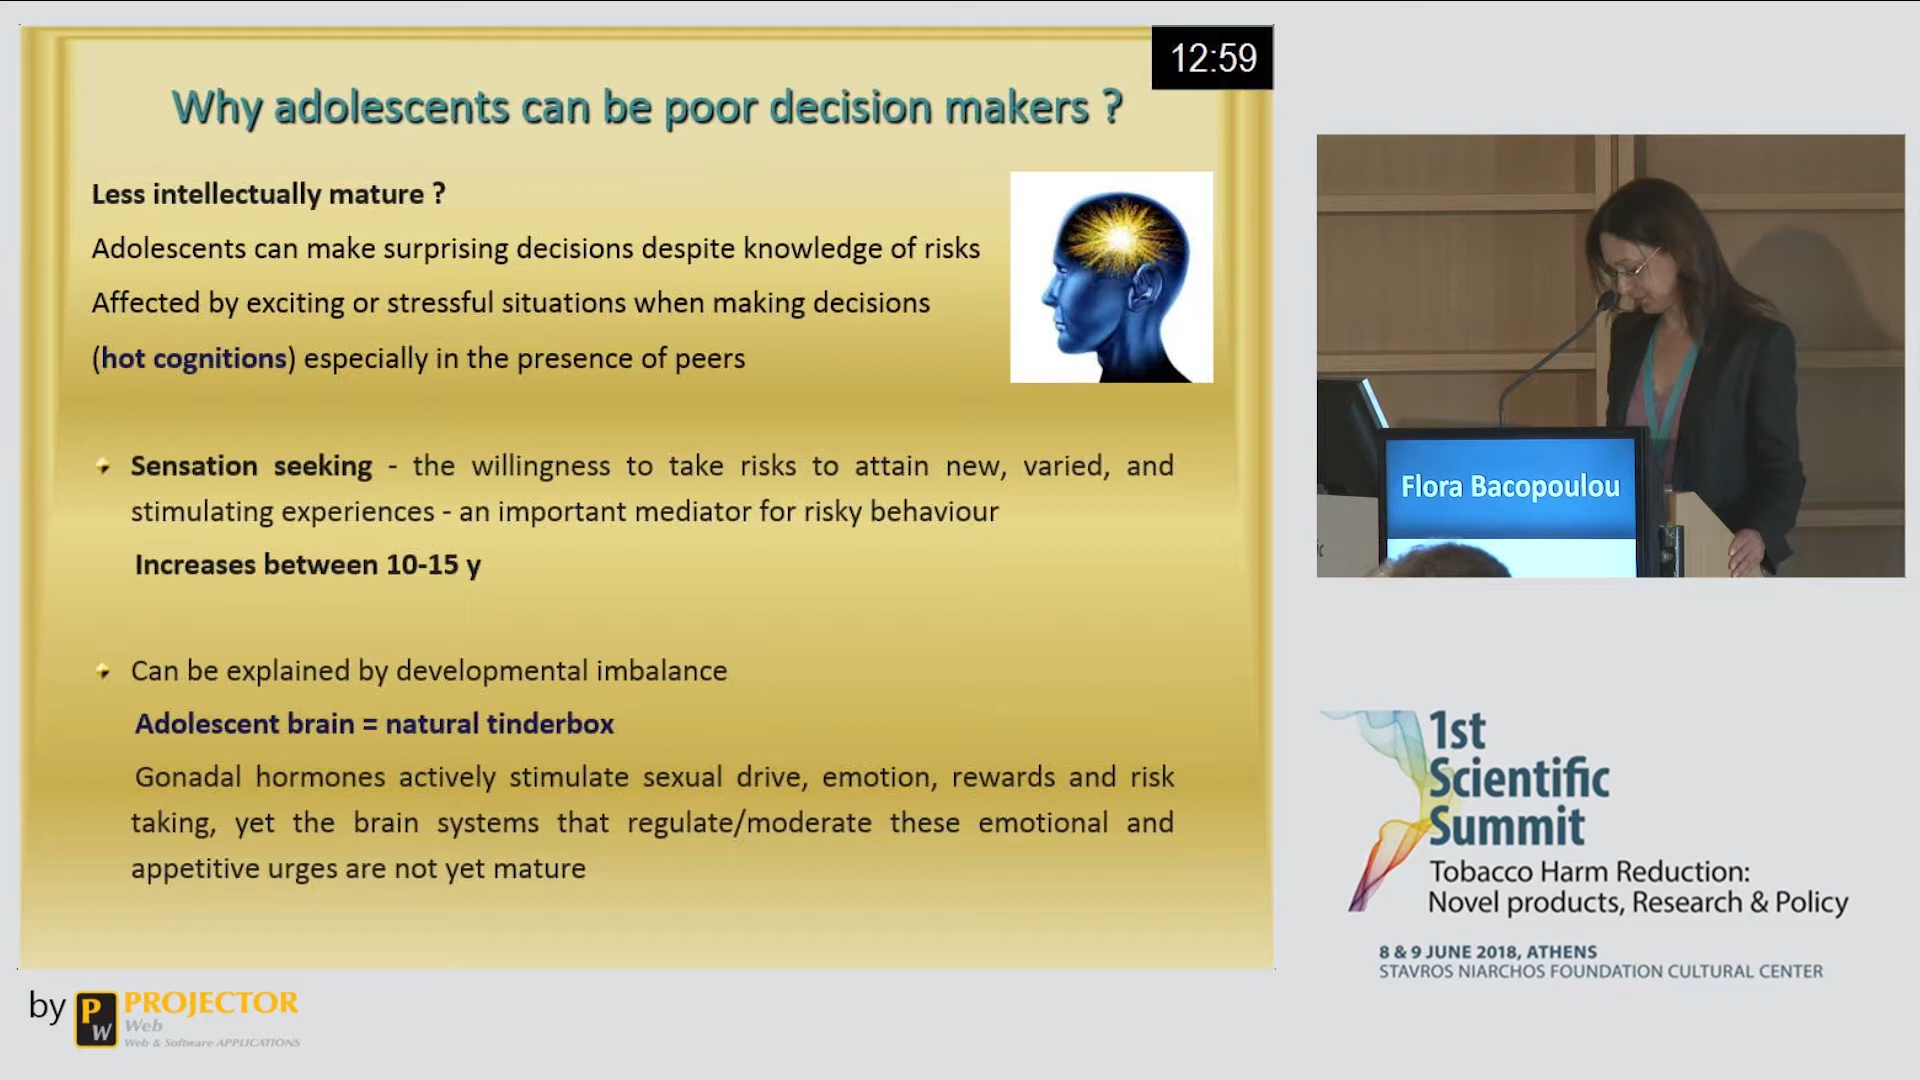 12:59
Why adolescents can be poor decision makers ?
Less intellectually mature ?
Adolescents can make surprising decisions despite knowledge of risks
Affected by exciting or stressful situations when making decisions
(hot cognitions) especially in the presence of peers
Sensation seeking - the willingness to take risks to attain new, varied, and
stimulating experiences - an important mediator for risky behaviour
Increases between 10-15 y
Can be explained by developmental imbalance
Adolescent brain = natural tinderbox
Gonadal hormones actively stimulate sexual drive, emotion, rewards and risk
taking, yet the brain systems that regulate/moderate these emotional and
appetitive urges are not yet mature
Flora Bacopoulou
1st
Scientific
Summit
Tobacco Harm Reduction:
Novel products, Research & Policy
8 & 9 JUNE 2018, ATHENS
STAVROS NIARCHOS FOUNDATION CULTURAL CENTER
by PW PROJECTOR
Web
Web & Software APPLICATIONS